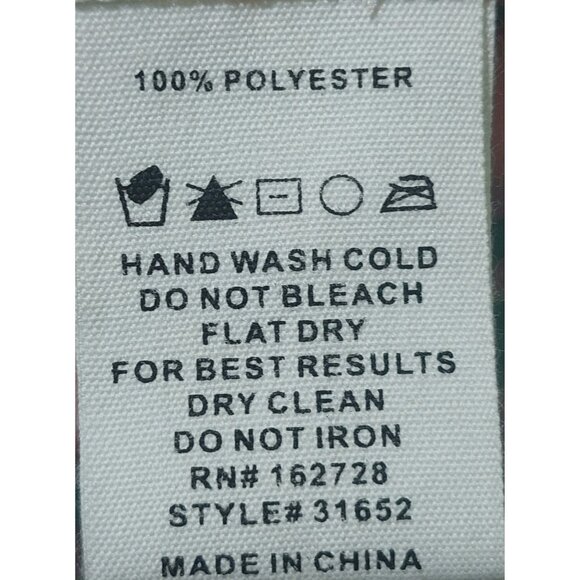 100% POLYESTER
HAND WASH COLD
DO NOT BLEACH
FLAT DRY
FOR BEST RESULTS
DRY CLEAN
DO NOT IRON
RN# 162728
STYLE# 31652
MADE IN CHINA